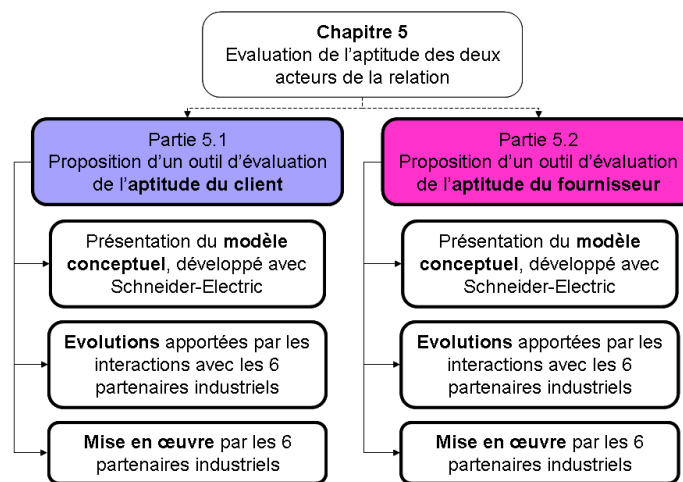 Chapitre 5
Evaluation de l'aptitude des deux
acteurs de la relation
Partie 5.1
Proposition d'un outil d'évaluation
de l'aptitude du client
Présentation du modèle
conceptuel, développé avec
Schneider-Electric
Evolutions apportées par les
interactions avec les 6
partenaires industriels
Mise en œuvre par les 6
partenaires industriels
Partie 5.2
Proposition d'un outil d'évaluation
de l'aptitude du fournisseur
Présentation du modèle
conceptuel, développé avec
Schneider-Electric
Evolutions apportées par les
interactions avec les 6
partenaires industriels
Mise en œuvre par les 6
partenaires industriels